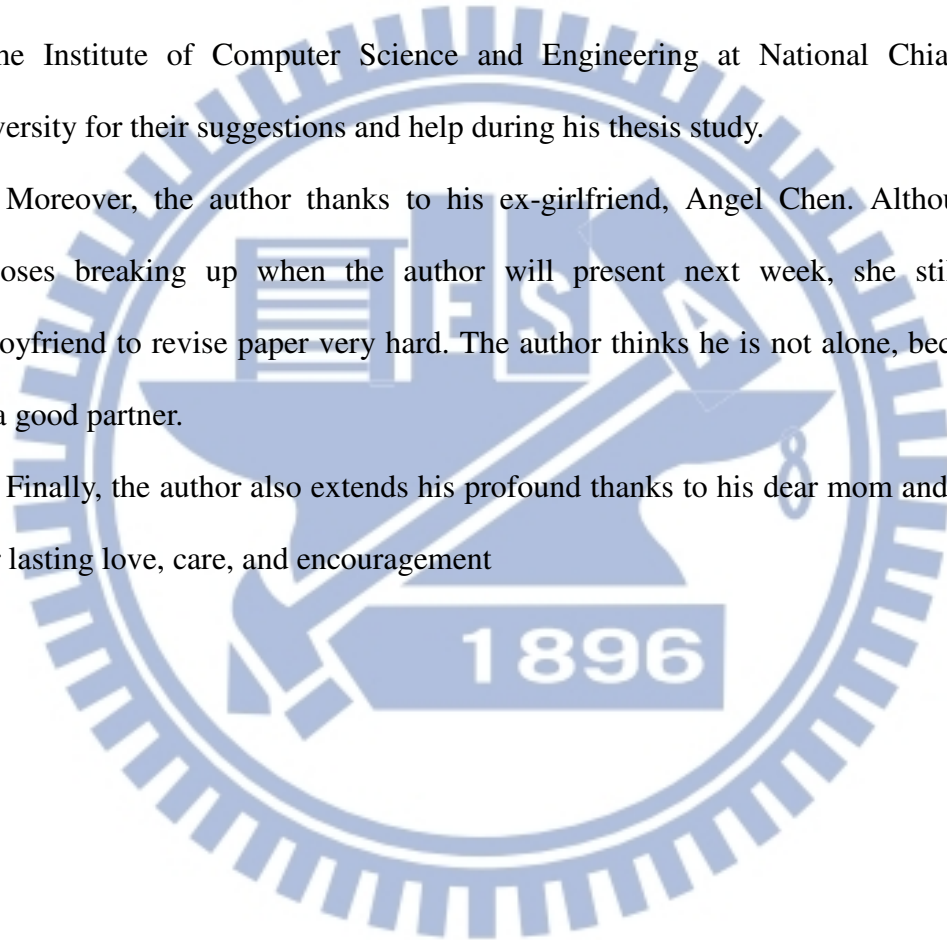 he Institute of Computer Science and Engineering at National Chia
versity for their suggestions and help during his thesis study.
Moreover, the author thanks to his ex-girlfriend, Angel Chen. Althou
oses breaking up when the author will present next week, she stil
oyfriend to revise paper very hard. The author thinks he is not alone, bec
a good partner.
Finally, the author also extends his profound thanks to his dear mom and
lasting love, care, and encouragement
E S A
8
1896